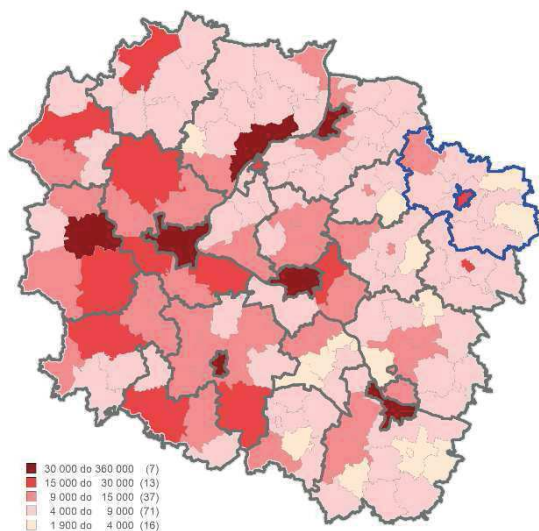 30 000 do 360 000 (7)
15 000 do 30 000 (13)
9 000 do 15 000 (37)
4 000 do 9 000 (71)
1 900 do 4 000 (16)